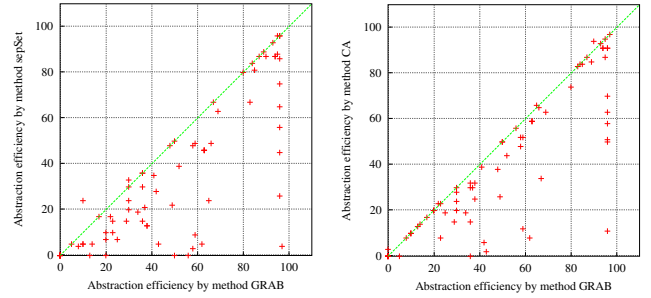 Abstraction efficiency by method sepSet
100
80
60
40
20
0
0 20 40 60 80 100
Abstraction efficiency by method GRAB
Abstraction efficiency by method CA
100
80
60
40
20
0
0 20 40 60 80 100
Abstraction efficiency by method GRAB